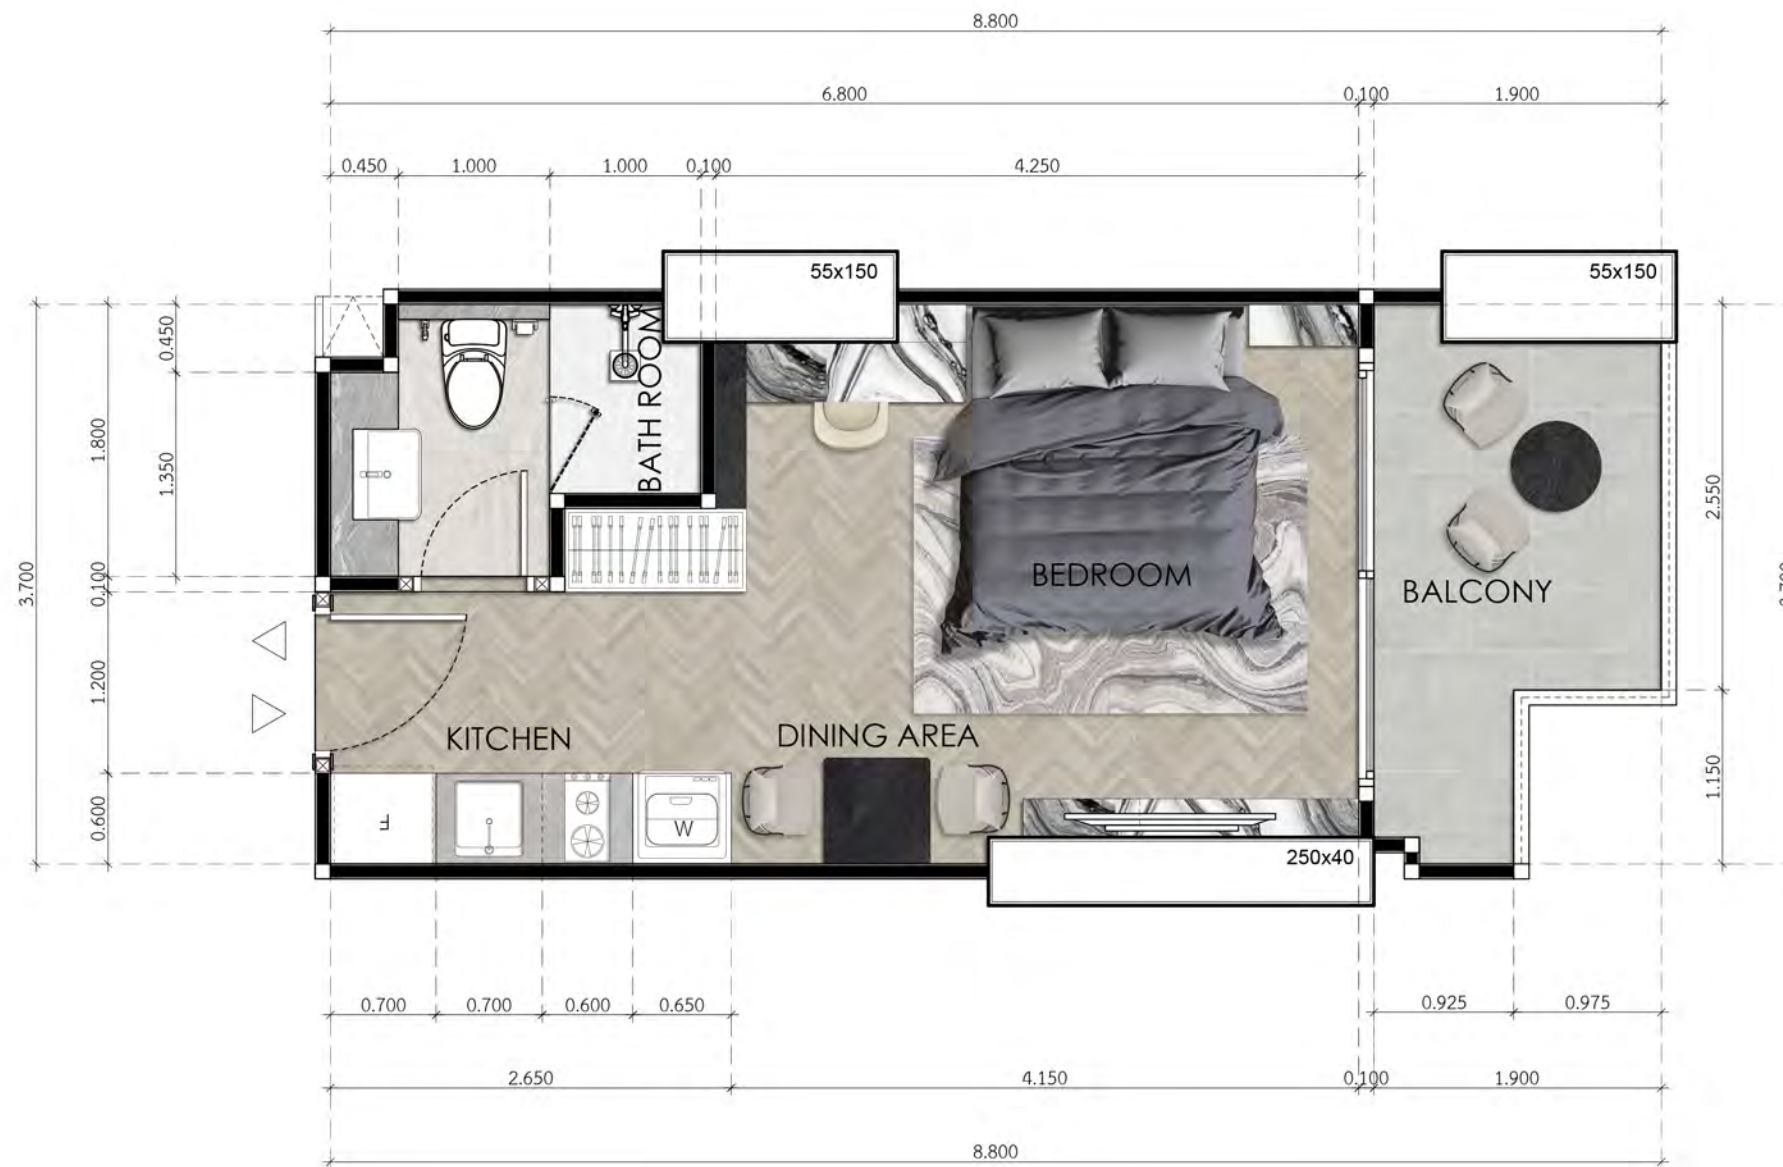 8.800
6.800 0.100 1.900
0.450 1.000 1.000 0.100 4.250
55x150 55x150
BATH ROOM
0.450
1.350
1.800
0.100
1.200
0.600
3.700
BEDROOM
BALCONY
2.550
1.150
KITCHEN
DINING AREA
F
W
250x40
0.700 0.700 0.600 0.650
0.925 0.975
2.650 4.150 0.100 1.900
8.800